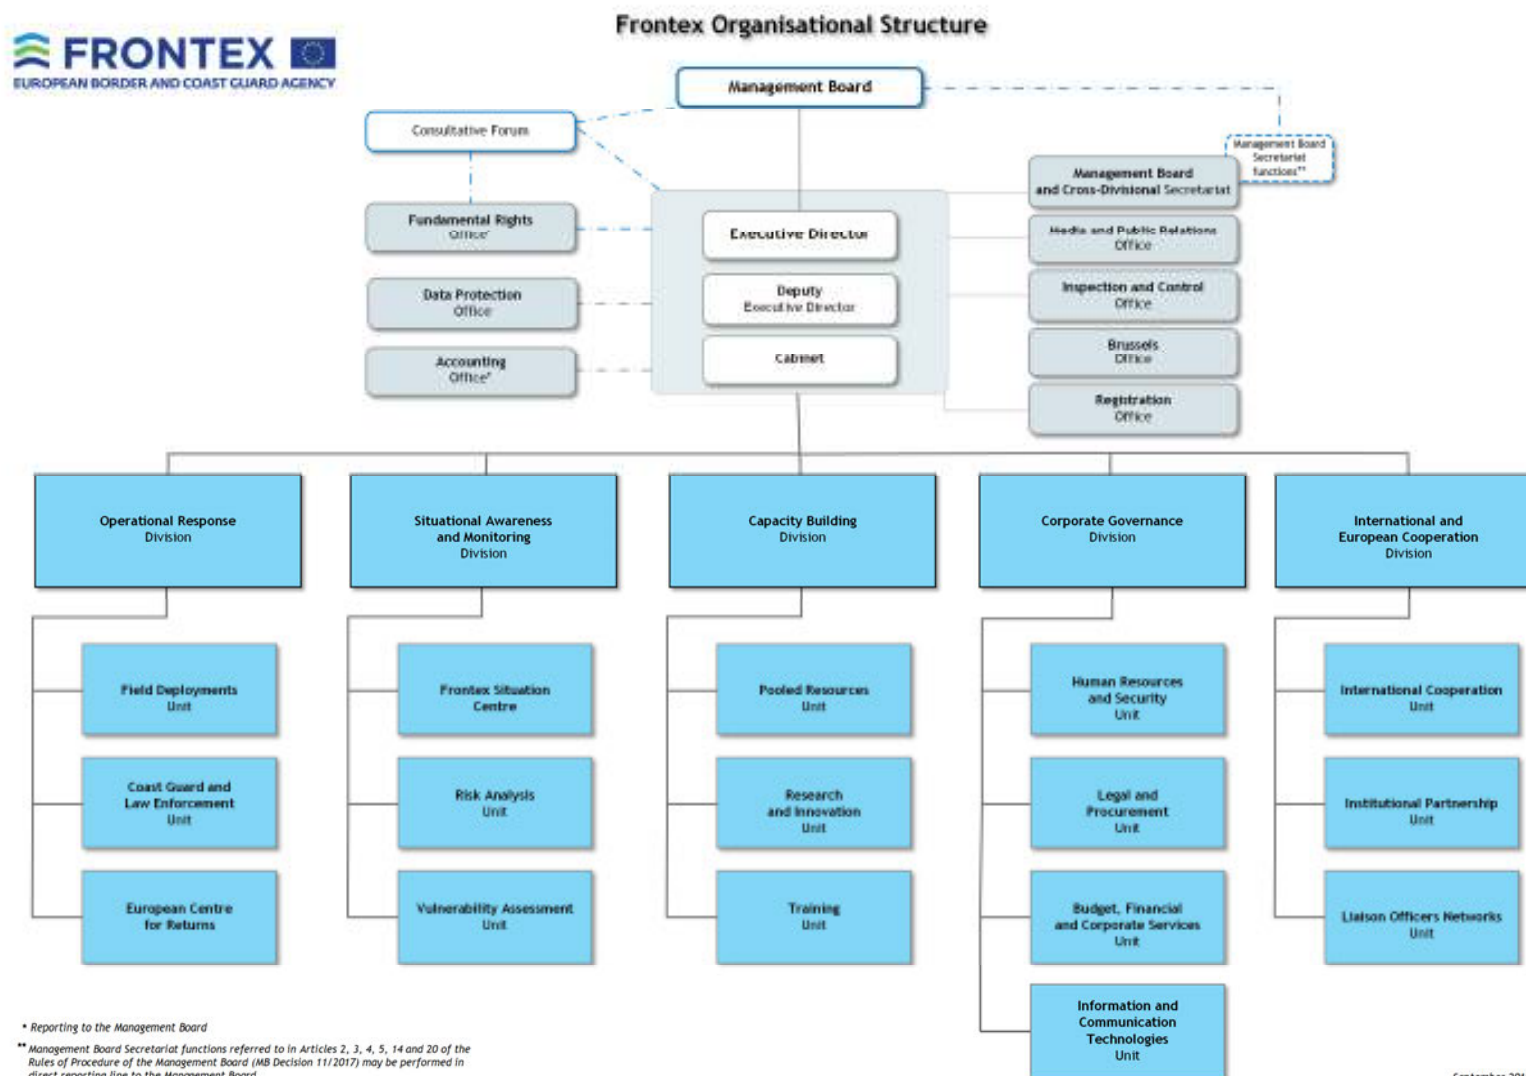 Frontex Organisational Structure
FRONTEX
EUROPEAN BORDER AND COAST GUARD AGENCY
Management Board
Consultative Forum
Management Board
Secretariat
functions**
Management Board
and Cross-Divisional Secretariat
Fundamental Rights
Office*
Executive Director
Media and Public Relations
Office
Data Protection
Office
Deputy
Executive Director
Inspection and Control
Office
Accounting
Office*
Cabinet
Brussels
Office
Registration
Office
Operational Response
Division
Situational Awareness
and Monitoring
Division
Capacity Building
Division
Corporate Governance
Division
International and
European Cooperation
Division
Field Deployments
Unit
Frontex Situation
Centre
Pooled Resources
Unit
Human Resources
and Security
Unit
International Cooperation
Unit
Coast Guard and
Law Enforcement
Unit
Risk Analysis
Unit
Research
and Innovation
Unit
Legal and
Procurement
Unit
Institutional Partnership
Unit
European Centre
for Returns
Vulnerability Assessment
Unit
Training
Unit
Budget, Financial
and Corporate Services
Unit
Liaison Officers Networks
Unit
Information and
Communication
Technologies
Unit
* Reporting to the Management Board
** Management Board Secretariat functions referred to in Articles 2, 3, 4, 5, 14 and 20 of the
Rules of Procedure of the Management Board (MB Decision 11/2017) may be performed in
direct reporting line to the Management Board
September